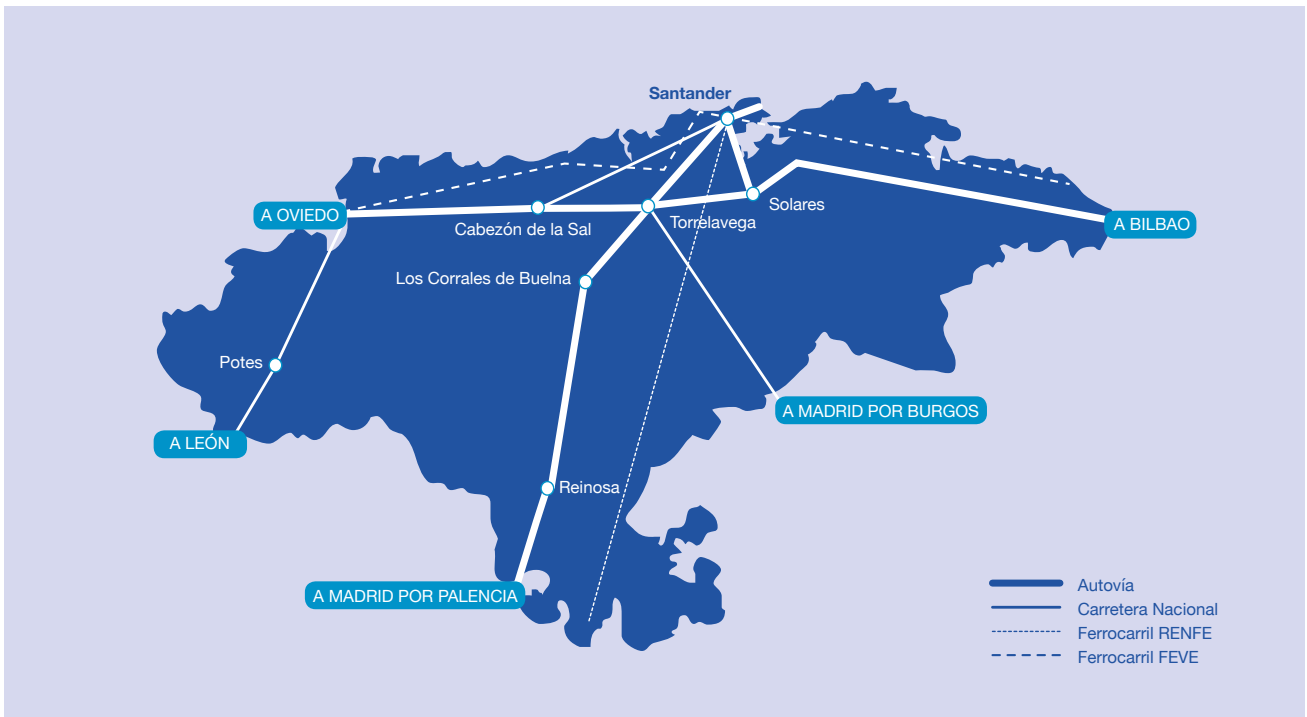 Santander
A OVIEDO
Solares
Torrelavega
A BILBAO
Cabezón de la Sal
Los Corrales de Buelna
Potes
A MADRID POR BURGOS
A LEÓN
Reinosa
A MADRID POR PALENCIA
Autovía
Carretera Nacional
Ferrocarril RENFE
Ferrocarril FEVE